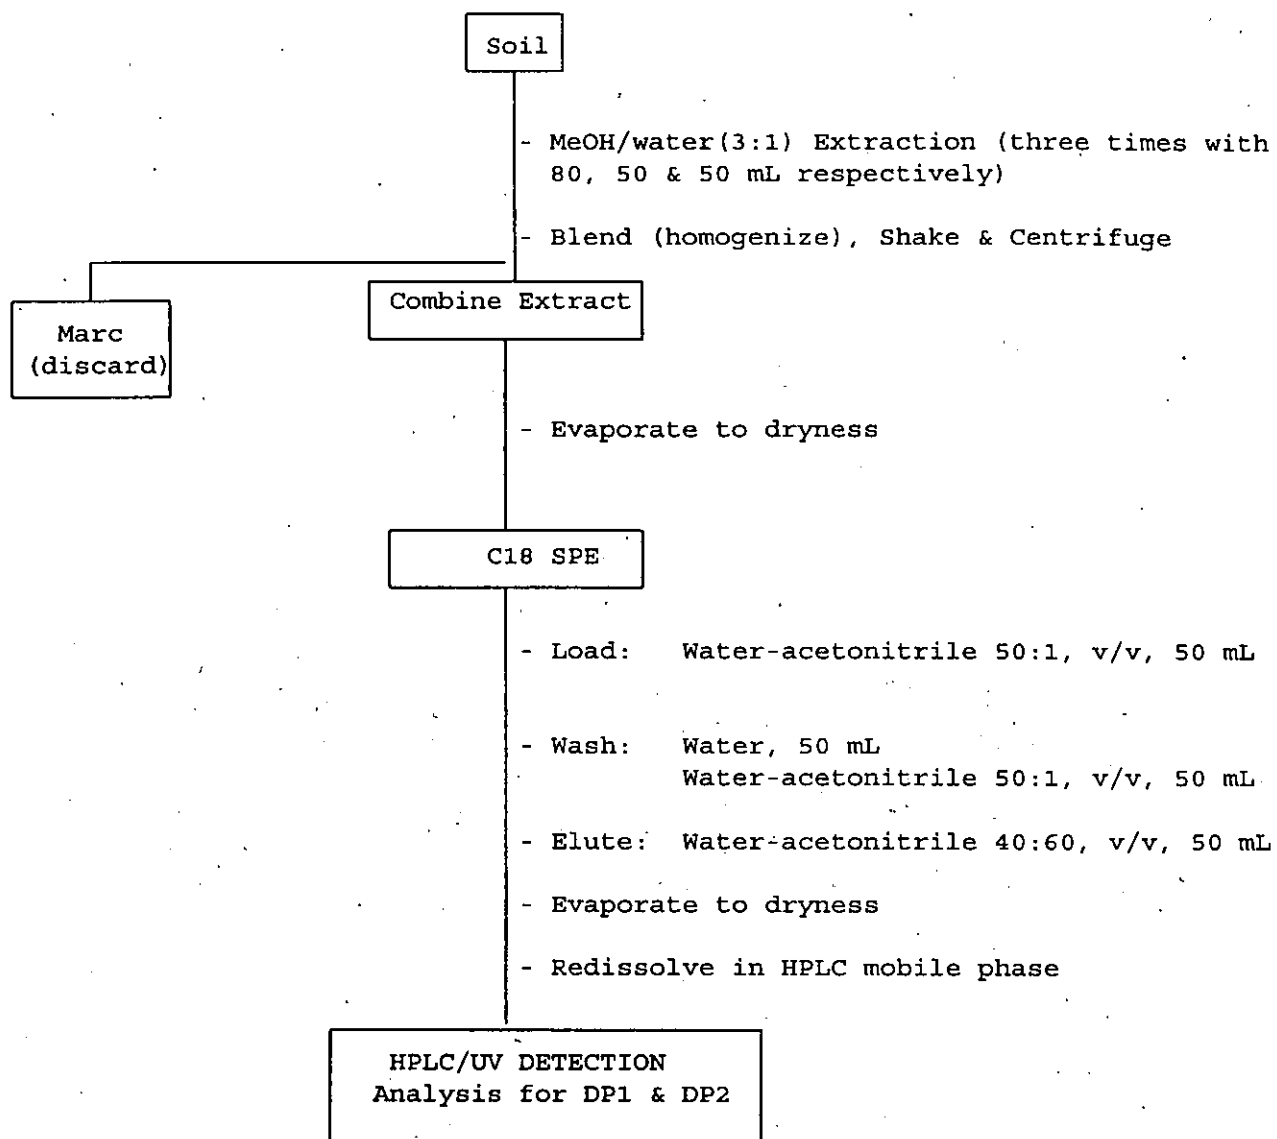 Soil
- MeOH/water(3:1) Extraction (three times with
80, 50 & 50 mL respectively)
- Blend (homogenize), Shake & Centrifuge
Combine Extract
Marc
(discard)
- Evaporate to dryness
C18 SPE
- Load: Water-acetonitrile 50:1, v/v, 50 mL
- Wash: Water, 50 mL
Water-acetonitrile 50:1, v/v, 50 mL
- Elute: Water-acetonitrile 40:60, v/v, 50 mL
- Evaporate to dryness
- Redissolve in HPLC mobile phase
HPLC/UV DETECTION
Analysis for DP1 & DP2